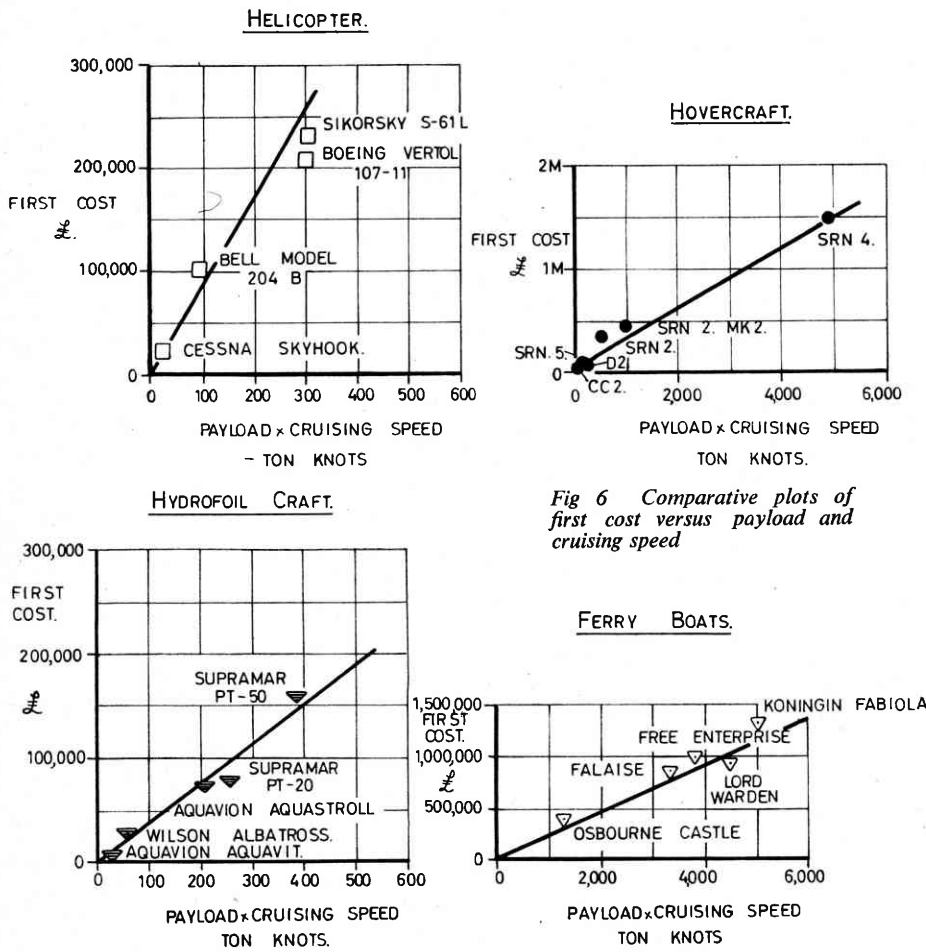 HELICOPTER.
300,000
200,000
FIRST COST
£.
100,000
0
SIKORSKY S-61L
BOEING VERTOL
107-11
BELL MODEL
204 B
CESSNA SKYHOOK.
0 100 200 300 400 500 600
PAYLOAD x CRUISING SPEED
- TON KNOTS
HOVERCRAFT.
2M
FIRST COST
£
1M
0
SRN 4.
SRN 2. MK2.
SRN 2.
SRN. 5.
D2
CC2.
0 2,000 4,000 6,000
PAYLOAD x CRUISING SPEED
TON KNOTS.
Fig 6 Comparative plots of
first cost versus payload and
cruising speed
HYDROFOIL CRAFT.
300,000
FIRST
COST.
200,000
£
100,000
0
SUPRAMAR
PT-50
SUPRAMAR
PT-20
AQUAVION AQUASTROLL
WILSON ALBATROSS.
AQUAVION AQUAVIT.
0 100 200 300 400 500 600
PAYLOAD x CRUISING SPEED
TON KNOTS.
FERRY BOATS.
1,500,000
FIRST
COST.
1,000,000
£
500,000
0
KONINGIN FABIOLA
FREE ENTERPRISE
FALAISE
LORD
WARDEN
OSBOURNE CASTLE
0 2,000 4,000 6,000
PAYLOAD x CRUISING SPEED
TON KNOTS